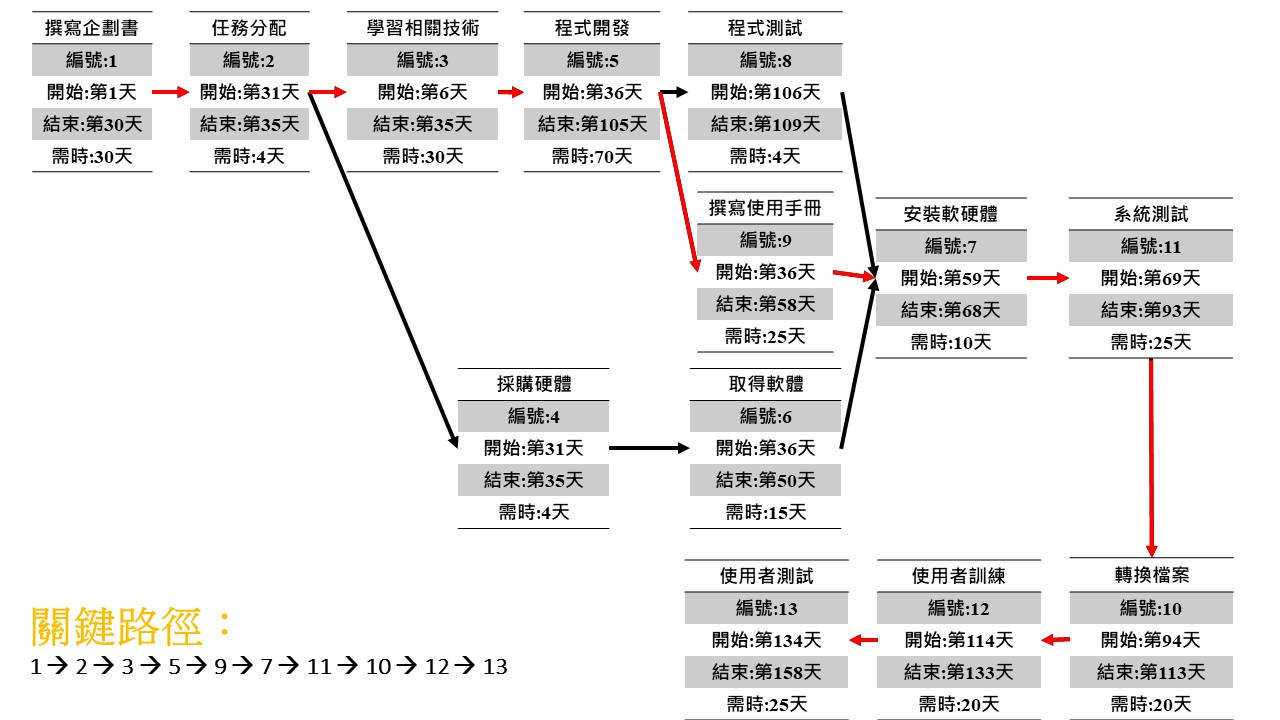 撰寫企劃書
編號:1
開始:第1天
結束:第30天
需時:30天
任務分配
編號:2
開始:第31天
結束:第35天
需時:4天
學習相關技術
編號:3
開始:第6天
結束:第35天
需時:30天
程式開發
編號:5
開始:第36天
結束:第105天
需時:70天
程式測試
編號:8
開始:第106天
結束:第109天
需時:4天
撰寫使用手冊
編號:9
開始:第36天
結束:第58天
需時:25天
安裝軟硬體
編號:7
開始:第59天
結束:第68天
需時:10天
系統測試
編號:11
開始:第69天
結束:第93天
需時:25天
採購硬體
編號:4
開始:第31天
結束:第35天
需時:4天
取得軟體
編號:6
開始:第36天
結束:第50天
需時:15天
使用者測試
編號:13
開始:第134天
結束:第158天
需時:25天
使用者訓練
編號:12
開始:第114天
結束:第133天
需時:20天
轉換檔案
編號:10
開始:第94天
結束:第113天
需時:20天
關鍵路徑：
1→2→3→5→9→7→11→10→12→13